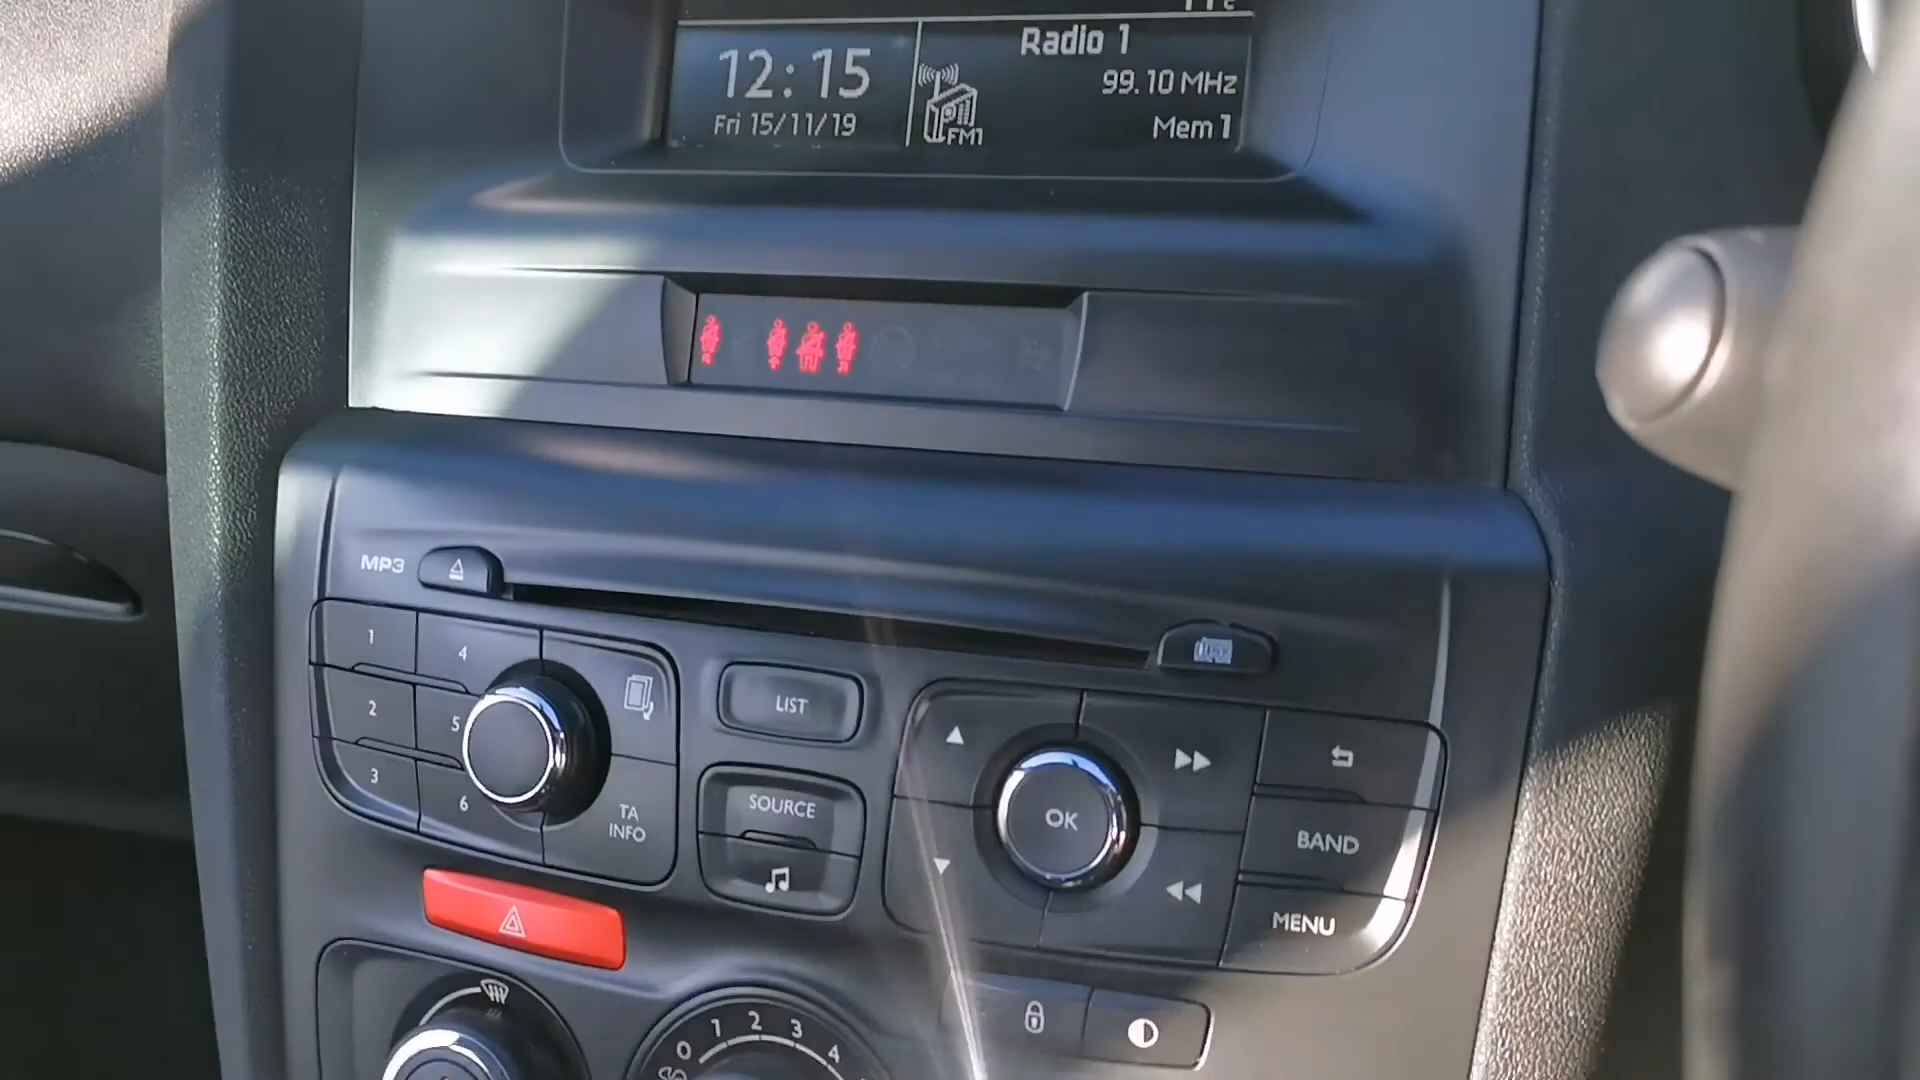 12:15
Fri 15/11/19
Radio 1
99.10 MHz
Mem 1
FM1
MP3
1
4
2
5
3
6
TA
INFO
LIST
SOURCE
OK
BAND
MENU
0 1 2 3 4